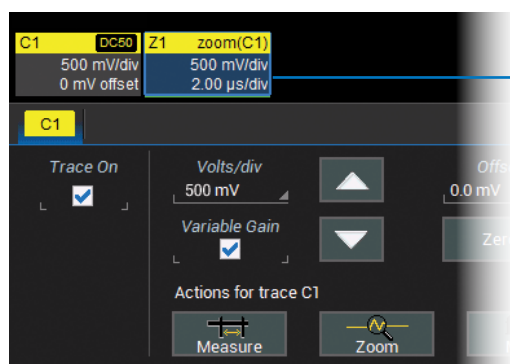 C1 DC50 Z1 zoom(C1)
500 mV/div 500 mV/div
0 mV offset 2.00 µs/div
C1
Trace On Volts/div
500 mV 0.0 mV
Variable Gain
Actions for trace C1
Measure Zoom